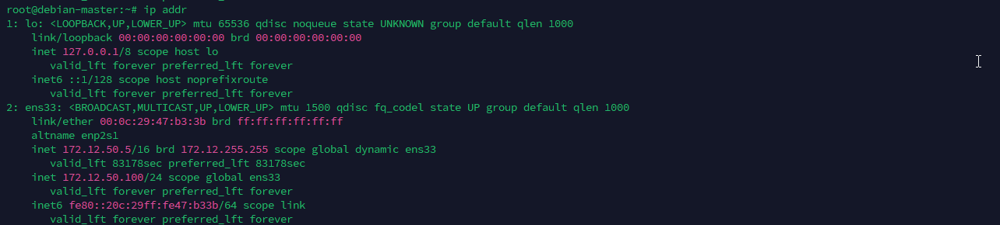 root@debian-master:~# ip addr
1: lo: <LOOPBACK,UP,LOWER_UP> mtu 65536 qdisc noqueue state UNKNOWN group default qlen 1000
    link/loopback 00:00:00:00:00:00 brd 00:00:00:00:00:00
    inet 127.0.0.1/8 scope host lo
       valid_lft forever preferred_lft forever
    inet6 ::1/128 scope host noprefixroute
       valid_lft forever preferred_lft forever
2: ens33: <BROADCAST,MULTICAST,UP,LOWER_UP> mtu 1500 qdisc fq_codel state UP group default qlen 1000
    link/ether 00:0c:29:47:b3:3b brd ff:ff:ff:ff:ff:ff
    altname enp2s1
    inet 172.12.50.5/16 brd 172.12.255.255 scope global dynamic ens33
       valid_lft 83178sec preferred_lft 83178sec
    inet 172.12.50.100/24 scope global ens33
       valid_lft forever preferred_lft forever
    inet6 fe80::20c:29ff:fe47:b33b/64 scope link
       valid_lft forever preferred_lft forever